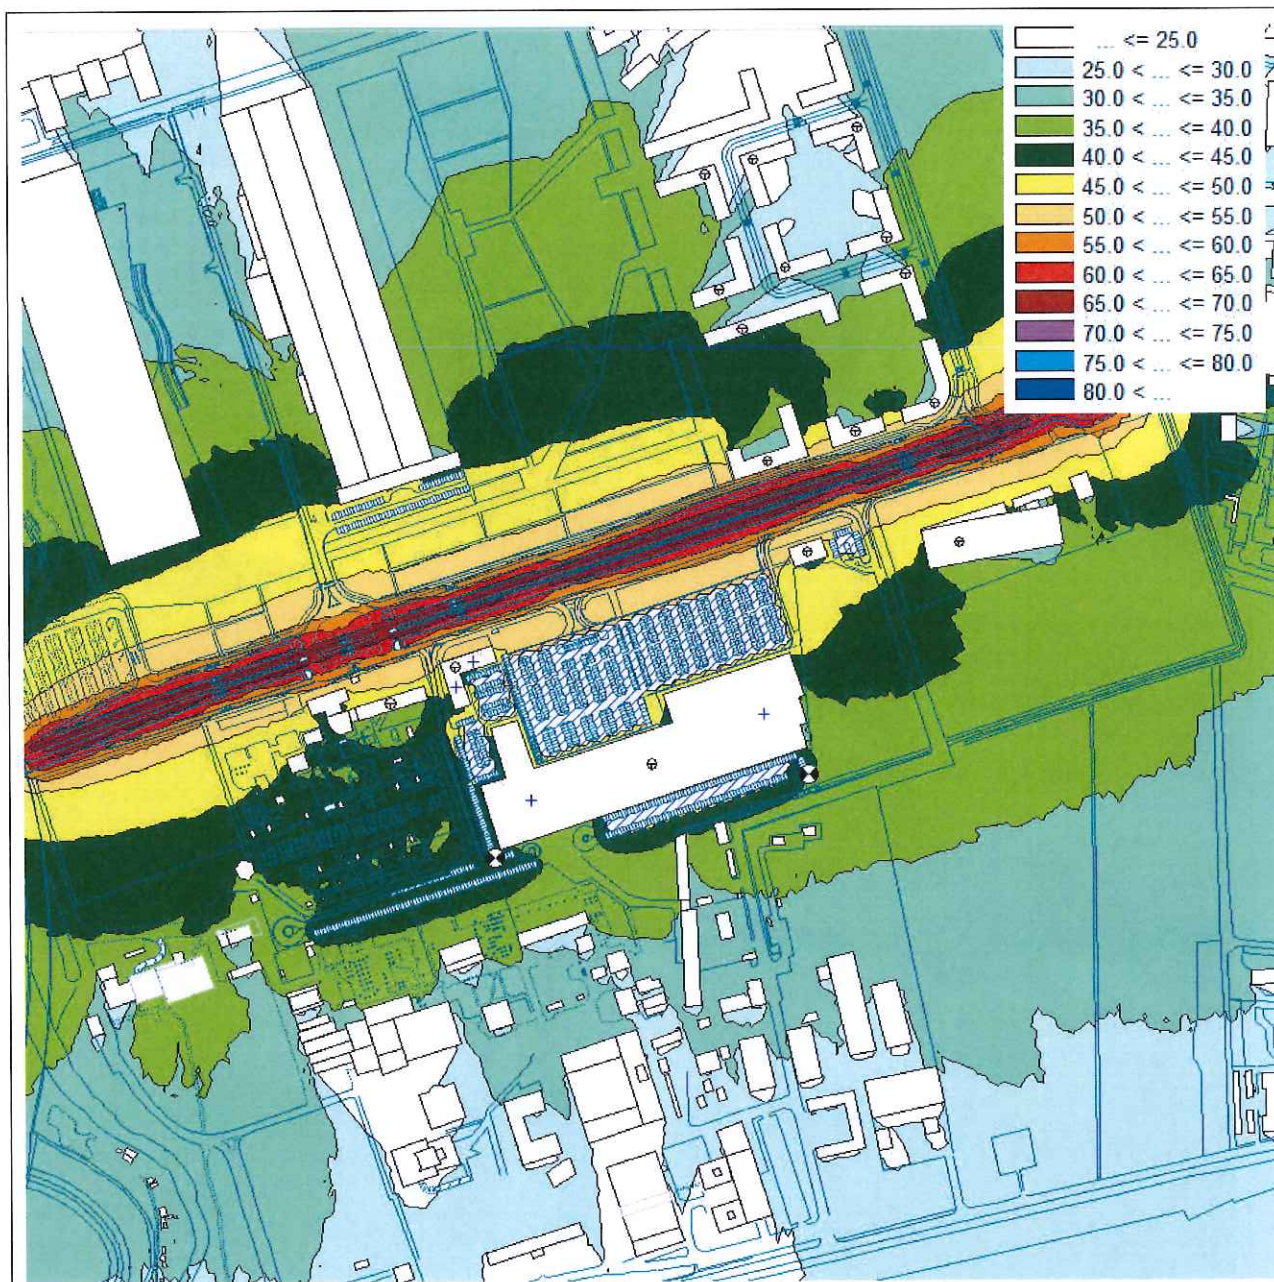 ... <= 25.0
25.0 < ... <= 30.0
30.0 < ... <= 35.0
35.0 < ... <= 40.0
40.0 < ... <= 45.0
45.0 < ... <= 50.0
50.0 < ... <= 55.0
55.0 < ... <= 60.0
60.0 < ... <= 65.0
65.0 < ... <= 70.0
70.0 < ... <= 75.0
75.0 < ... <= 80.0
80.0 < ...